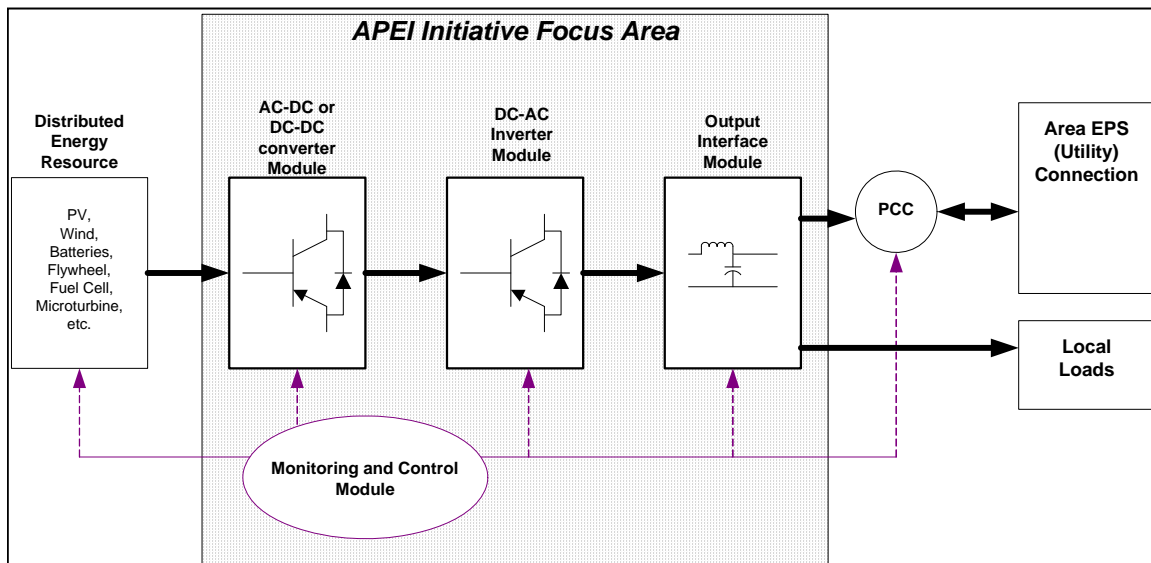 APEI Initiative Focus Area
Distributed
Energy
Resource
PV,
Wind,
Batteries,
Flywheel,
Fuel Cell,
Microturbine,
etc.
AC-DC or
DC-DC
converter
Module
DC-AC
Inverter
Module
Output
Interface
Module
PCC
Area EPS
(Utility)
Connection
Local
Loads
Monitoring and Control
Module